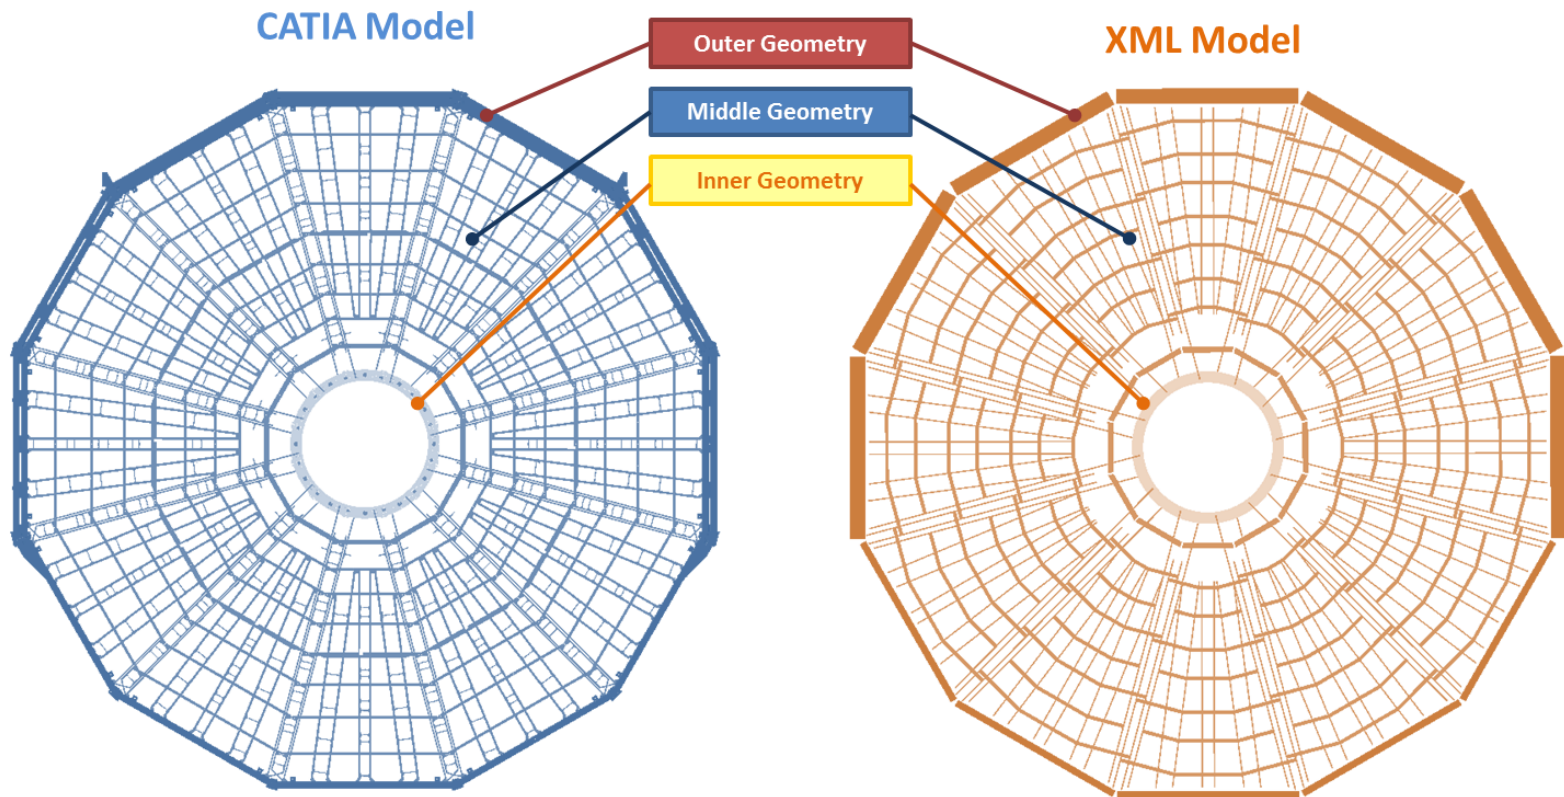 CATIA Model
Outer Geometry
XML Model
Middle Geometry
Inner Geometry